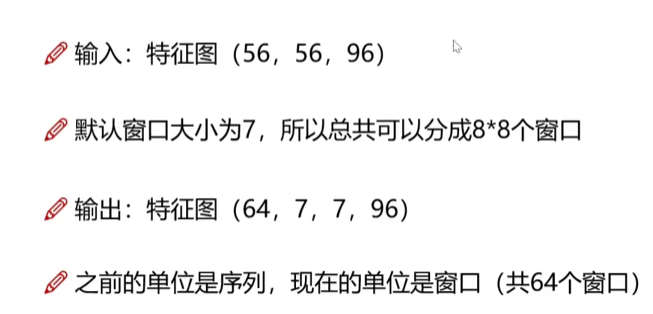 输入：特征图（56，56，96）
默认窗口大小为7，所以总共可以分成8*8个窗口
输出：特征图（64，7，7，96）
之前的单位是序列，现在的单位是窗口（共64个窗口）